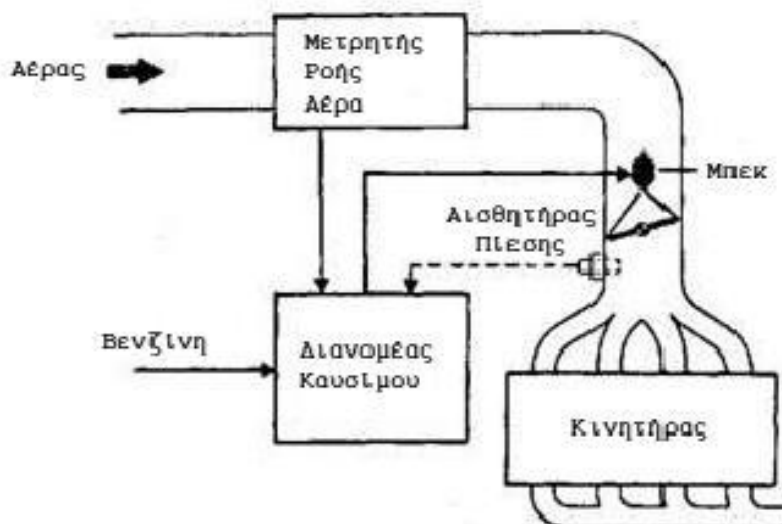 Μετρητής
Ροής
Αέρα
Αέρας
Μπεκ
Αισθητήρας
Πίεσης
Βενζίνη
Διανομέας
Καυσίμου
Κινητήρας